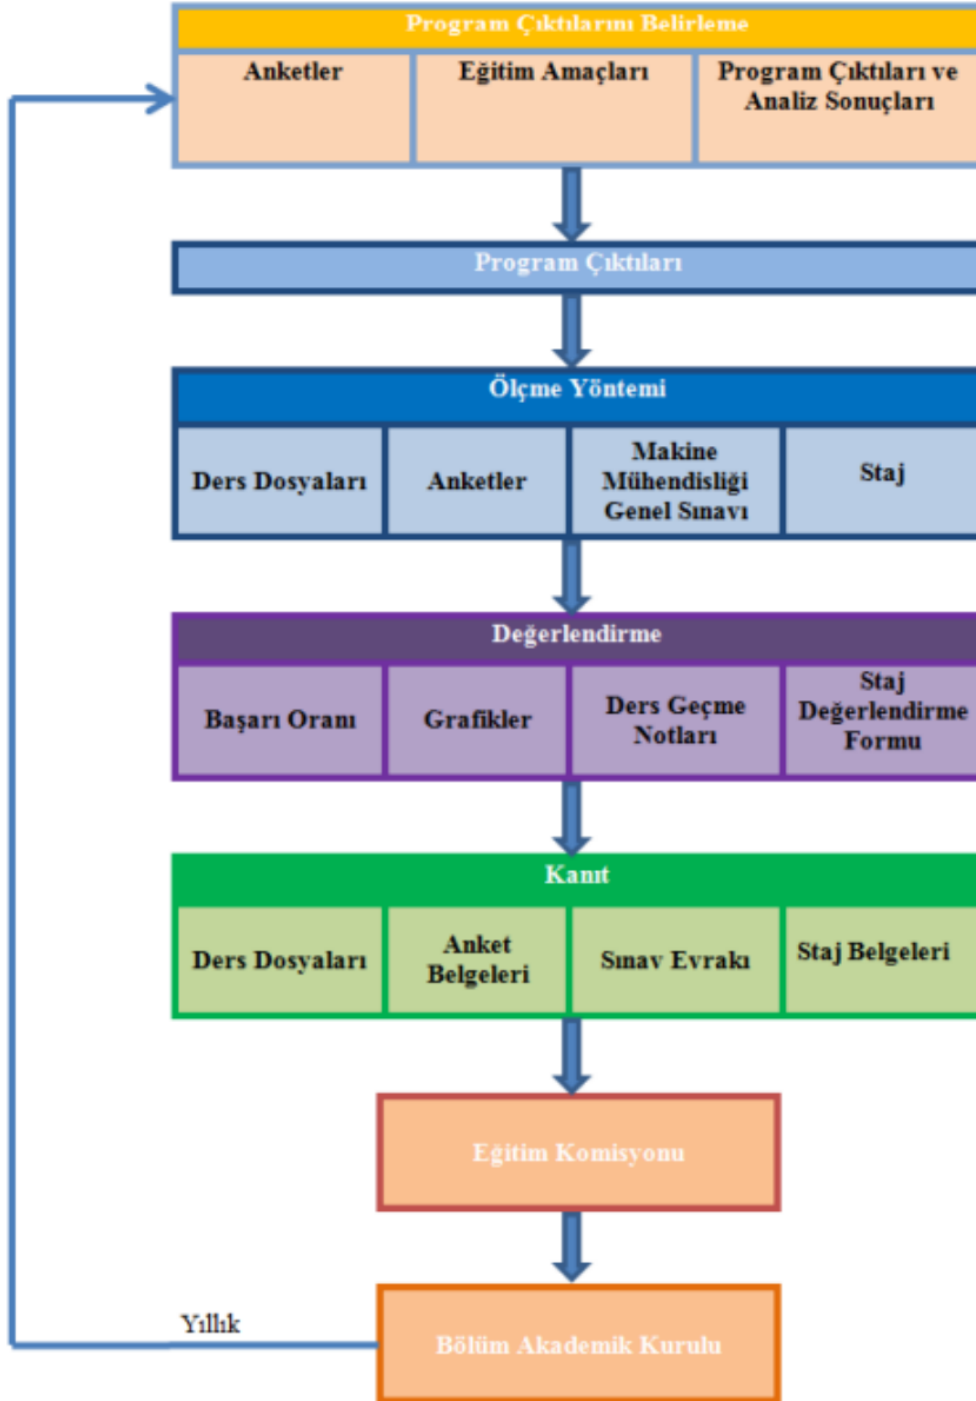 Program Çıktılarını Belirleme
Anketler
Eğitim Amaçları
Program Çıktıları ve
Analiz Sonuçları
Program Çıktıları
Ölçme Yöntemi
Ders Dosyaları
Anketler
Makine
Mühendisliği
Genel Sınavı
Staj
Değerlendirme
Başarı Oranı
Grafikler
Ders Geçme
Notları
Staj
Değerlendirme
Formu
Kanıt
Ders Dosyaları
Anket
Belgeleri
Sınav Evrakı
Staj Belgeleri
Eğitim Komisyonu
Yıllık
Bölüm Akademik Kurulu